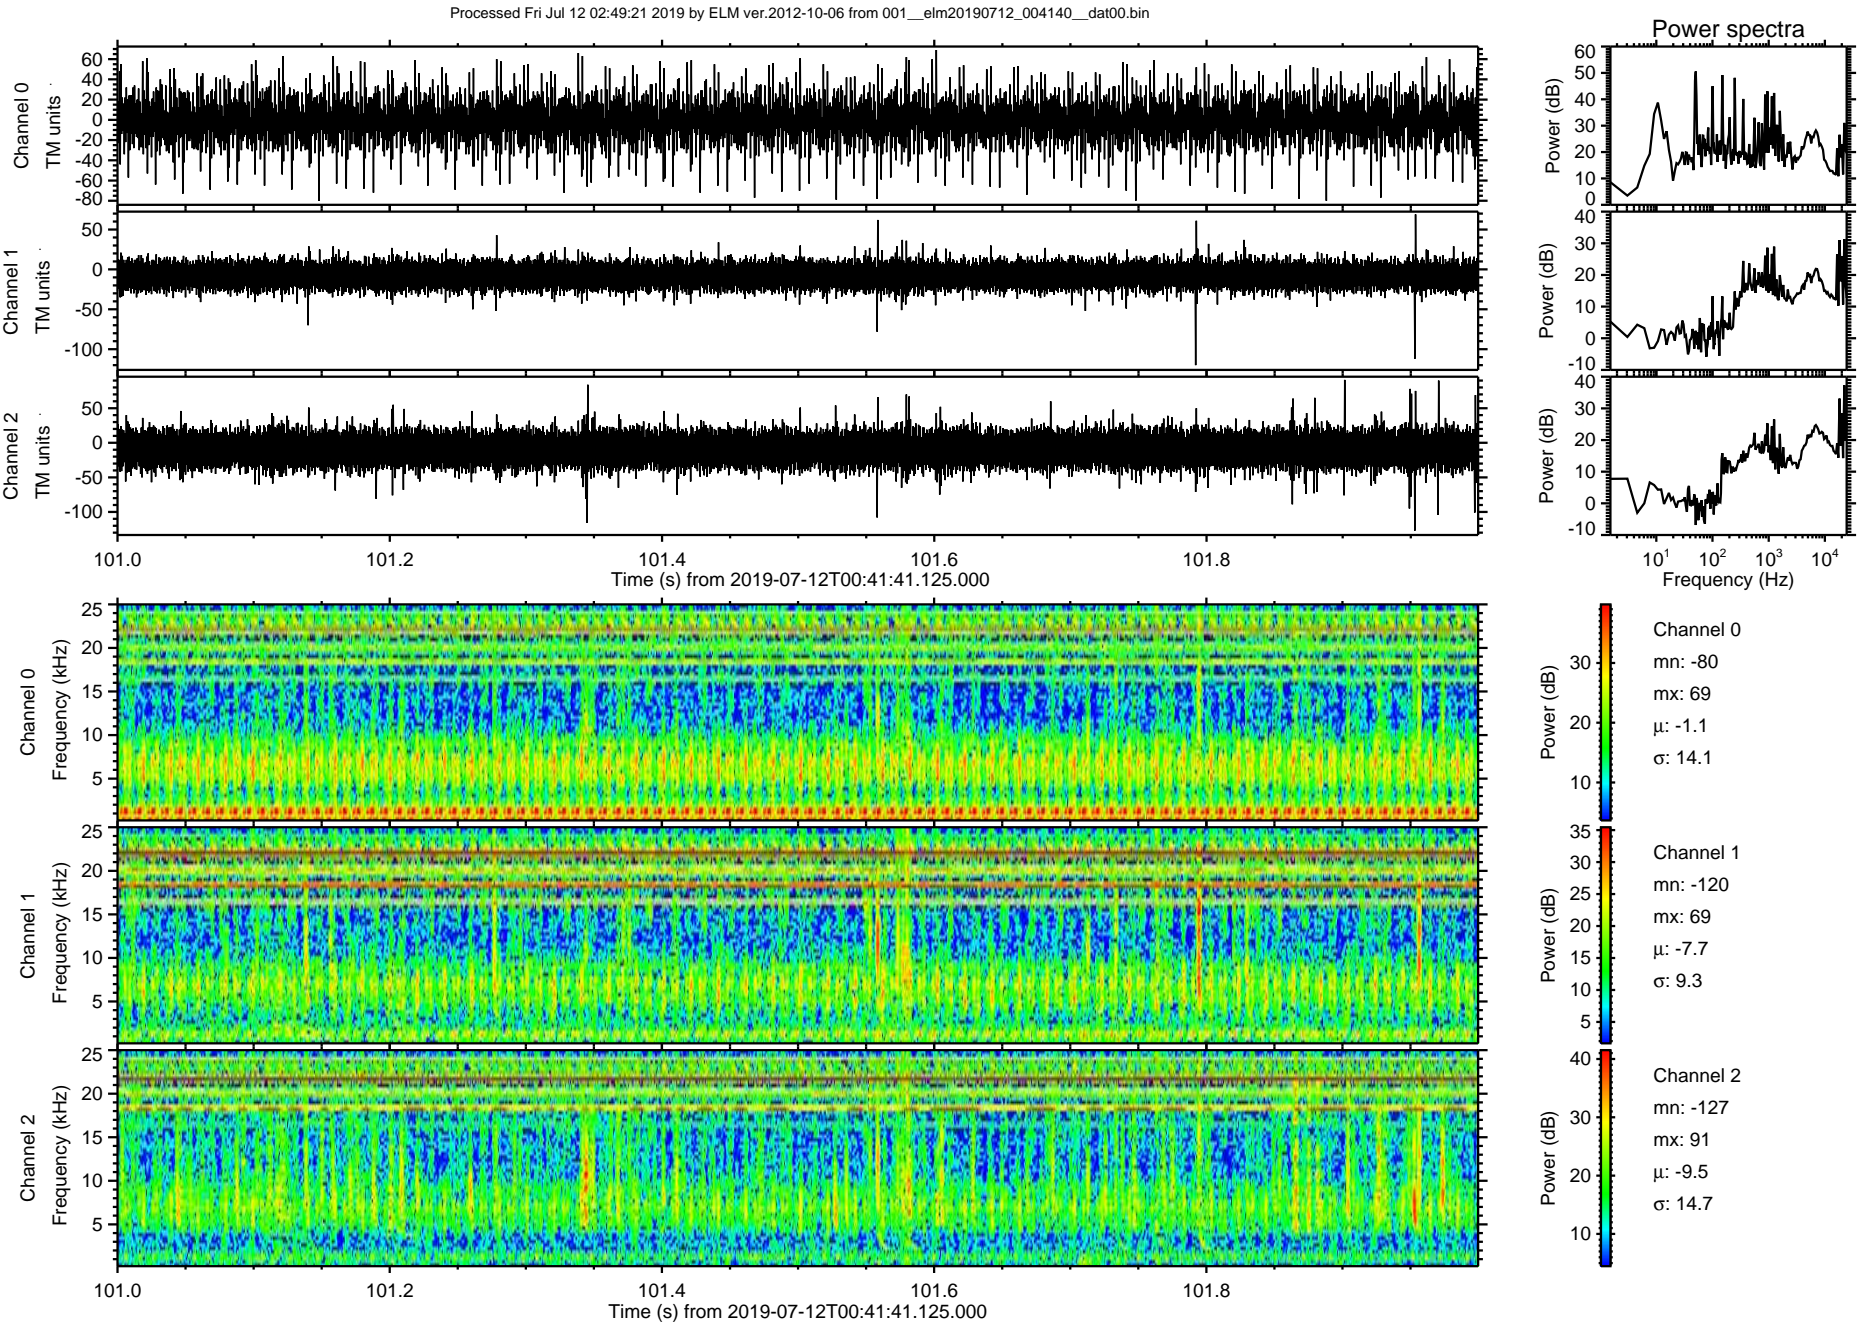 Processed Fri Jul 12 02:49:21 2019 by ELM ver.2012-10-06 from 001__elm20190712_004140__dat00.bin
Power spectra
Channel 0
TM units
60
40
20
0
-20
-40
-60
-80
Power (dB)
60
50
40
30
20
10
0
Channel 1
TM units
50
0
-50
-100
Power (dB)
40
30
20
10
0
-10
Channel 2
TM units
50
0
-50
-100
Power (dB)
40
30
20
10
0
-10
101.0 101.2 101.4 101.6 101.8
Time (s) from 2019-07-12T00:41:41.125.000
10¹ 10² 10³ 10⁴
Frequency (Hz)
Channel 0
Frequency (kHz)
25
20
15
10
5
Power (dB)
30
20
10
Channel 0
mn: -80
mx: 69
μ: -1.1
σ: 14.1
Channel 1
Frequency (kHz)
25
20
15
10
5
Power (dB)
35
30
25
20
15
10
5
Channel 1
mn: -120
mx: 69
μ: -7.7
σ: 9.3
Channel 2
Frequency (kHz)
25
20
15
10
5
Power (dB)
40
30
20
10
Channel 2
mn: -127
mx: 91
μ: -9.5
σ: 14.7
101.0 101.2 101.4 101.6 101.8
Time (s) from 2019-07-12T00:41:41.125.000